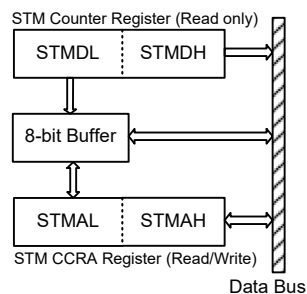 STM Counter Register (Read only)
STMDL STMDH
8-bit Buffer
STMAL STMAH
STM CCRA Register (Read/Write)
Data Bus